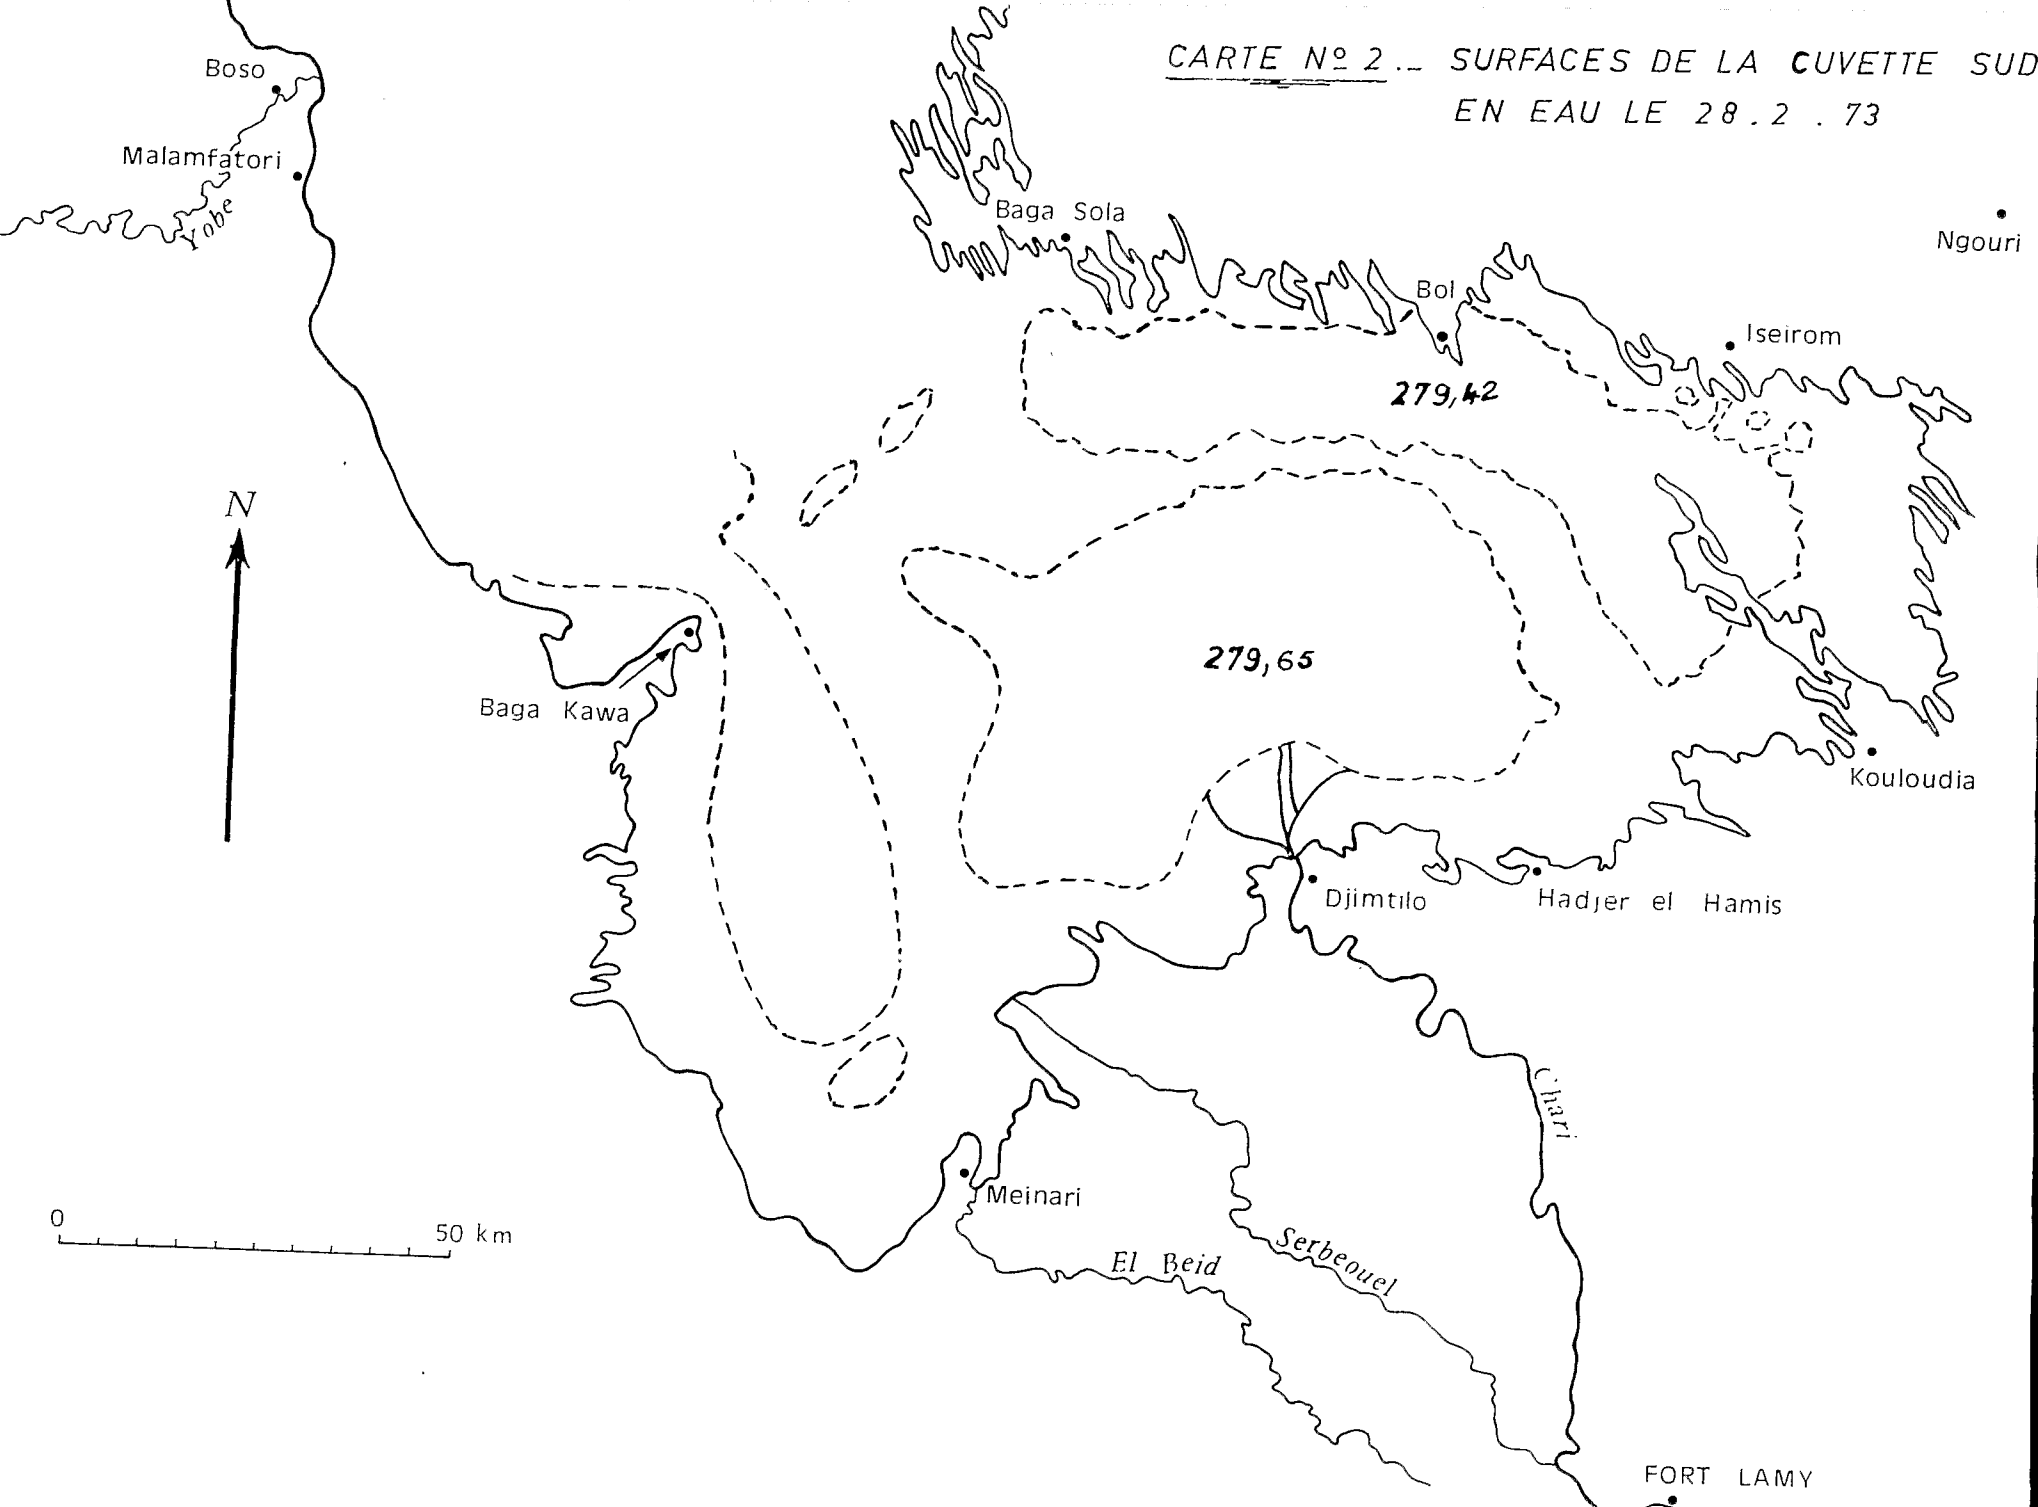 CARTE Nº 2._ SURFACES DE LA CUVETTE SUD
EN EAU LE 28.2.73
Boso
Malamfatori
Yobe
Baga Sola
Ngouri
Bol
Iseirom
279,42
N
279,65
Baga Kawa
Kouloudia
Djimtilo
Hadjer el Hamis
Chari
Meinari
0
50 km
El Beid
Serbeouel
FORT LAMY